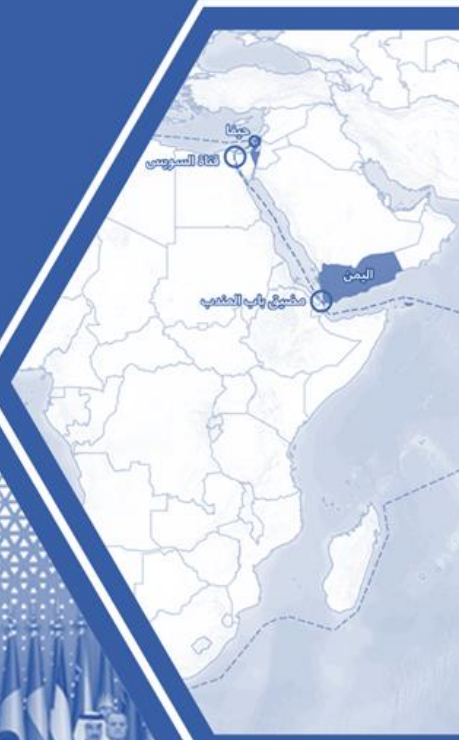 حيفا
قناة السويس
اليمن
مضيق باب المندب